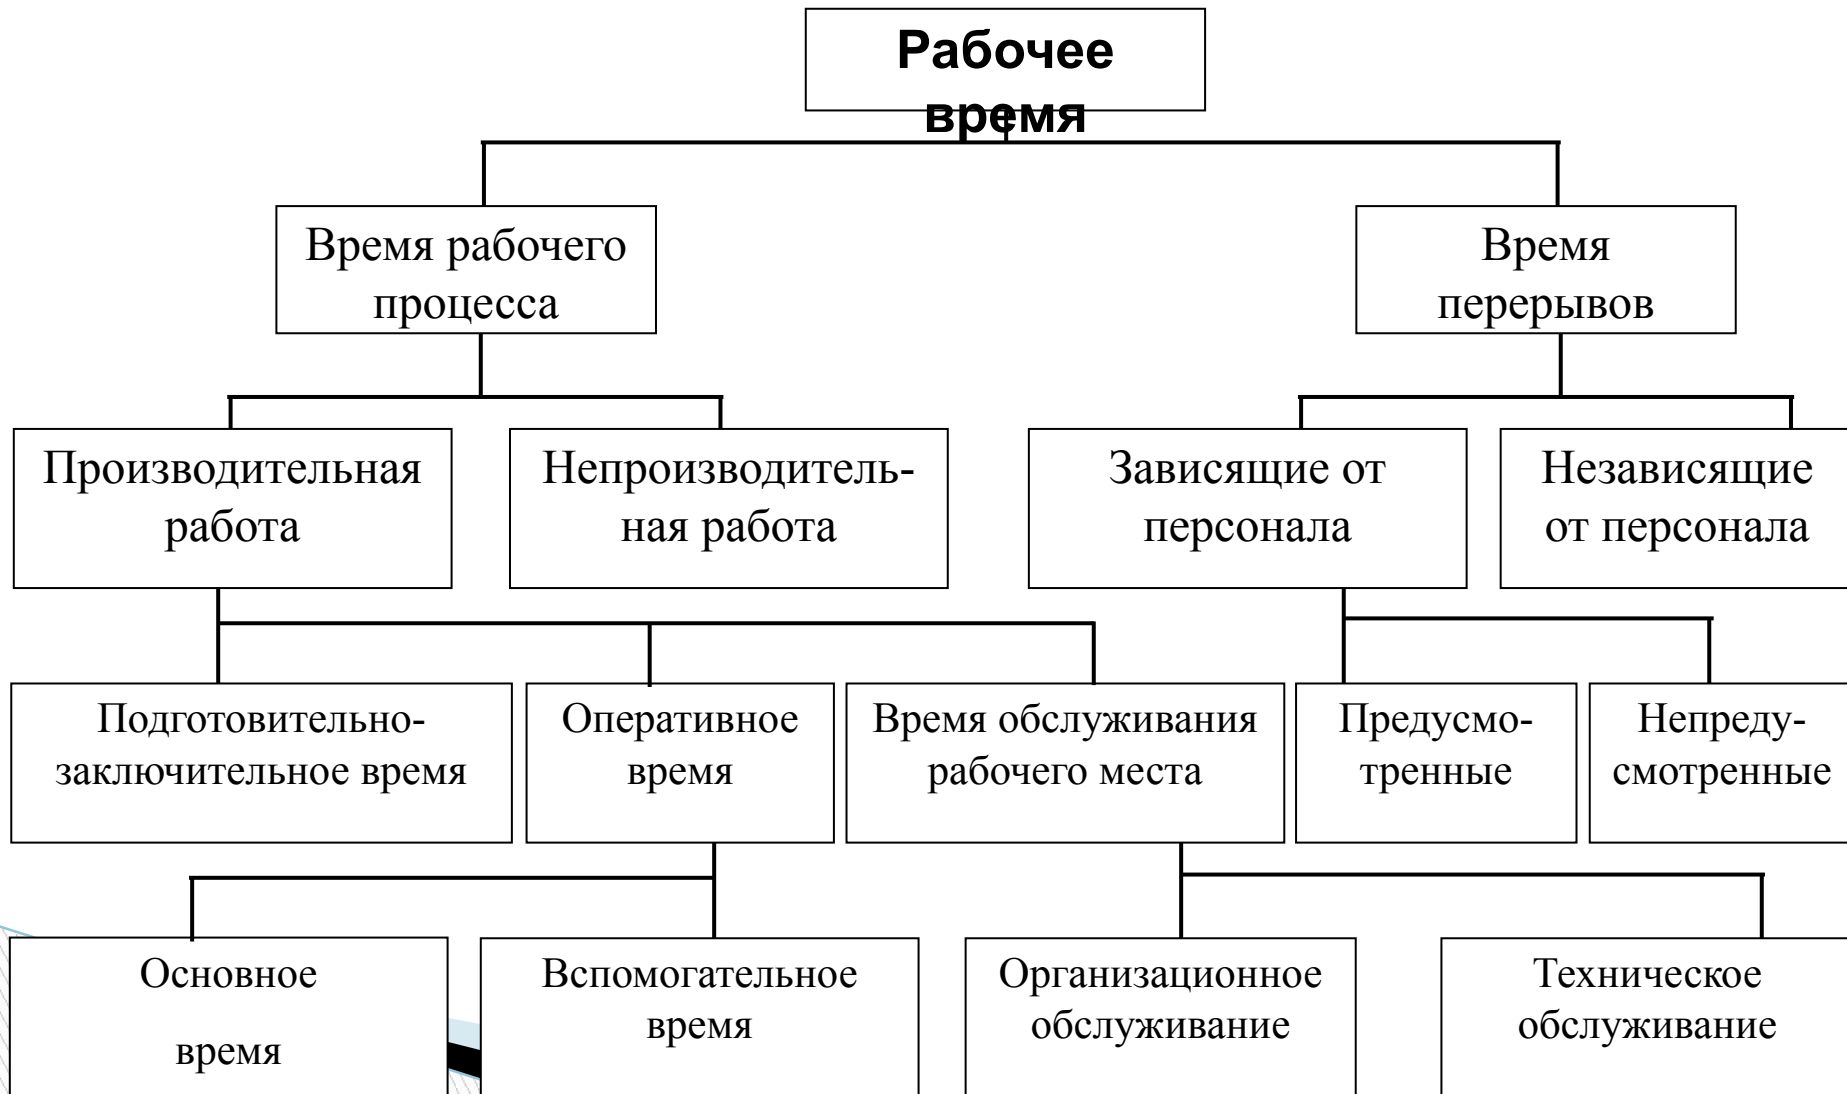 Рабочее
время
Время рабочего
процесса
Время
перерывов
Производительная
работа
Непроизводитель-
ная работа
Зависящие от
персонала
Независящие
от персонала
Подготовительно-
заключительное время
Оперативное
время
Время обслуживания
рабочего места
Предусмо-
тренные
Непреду-
смотренные
Основное
время
Вспомогательное
время
Организационное
обслуживание
Техническое
обслуживание